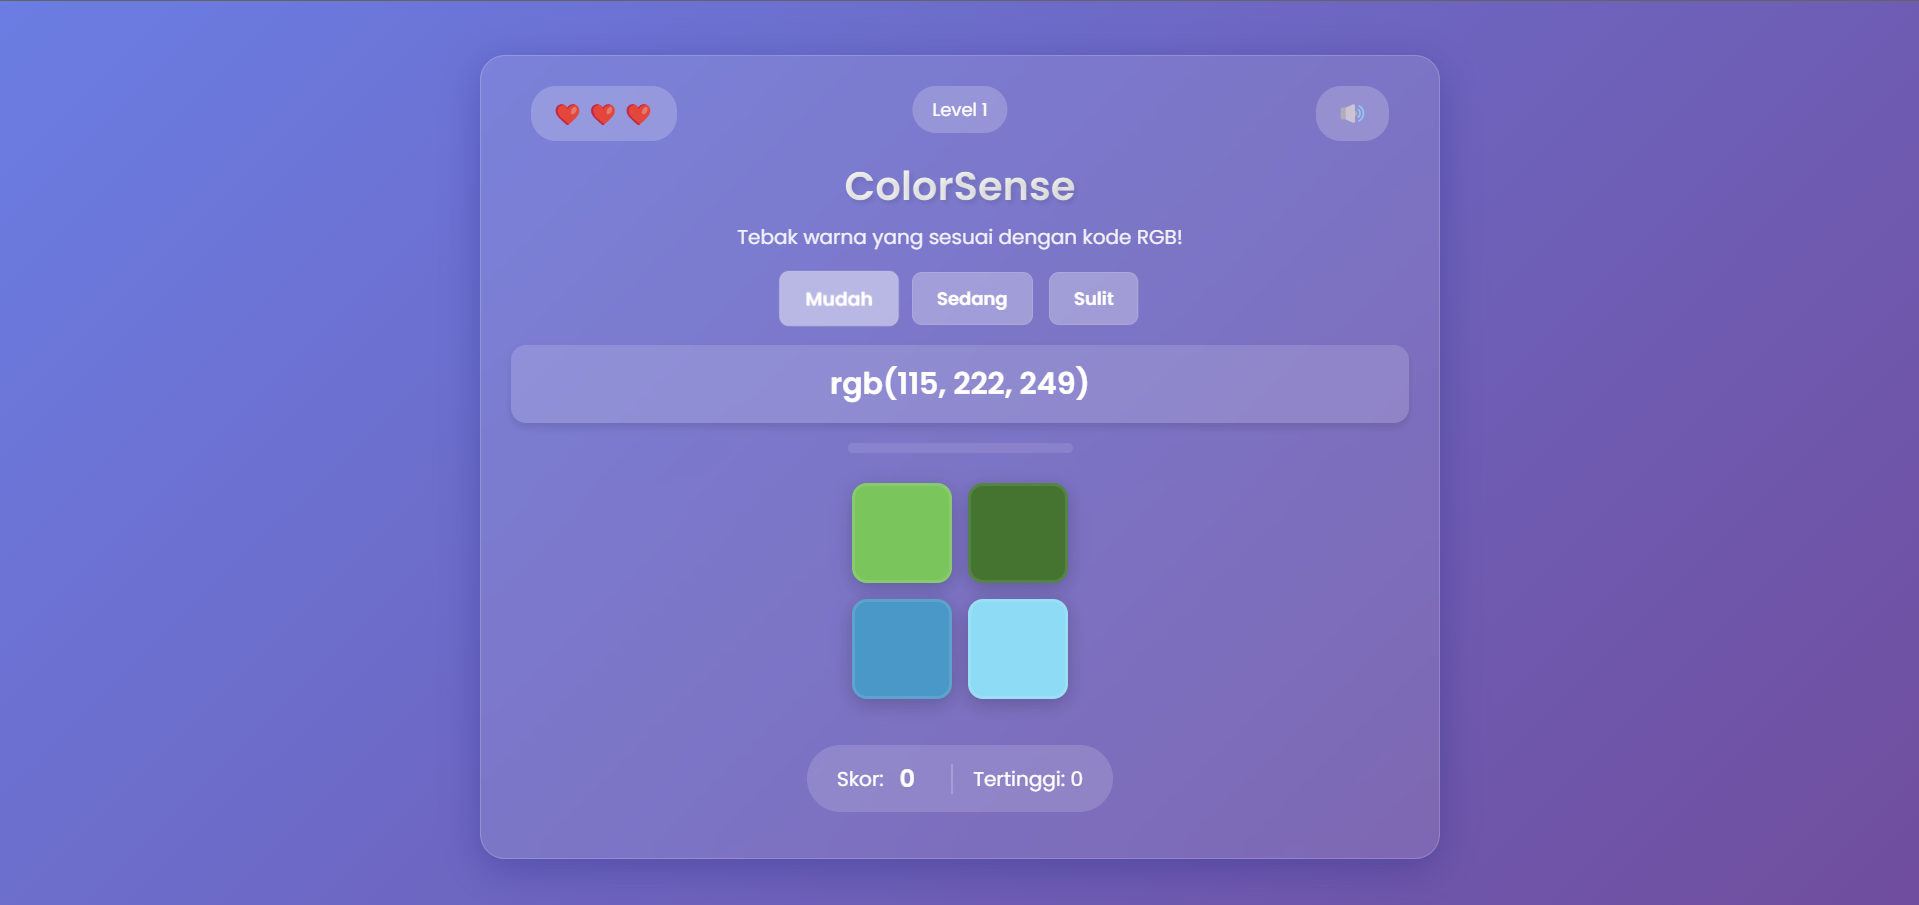 Level 1
ColorSense
Tebak warna yang sesuai dengan kode RGB!
Mudah Sedang Sulit
rgb(115, 222, 249)
Skor: 0 Tertinggi: 0